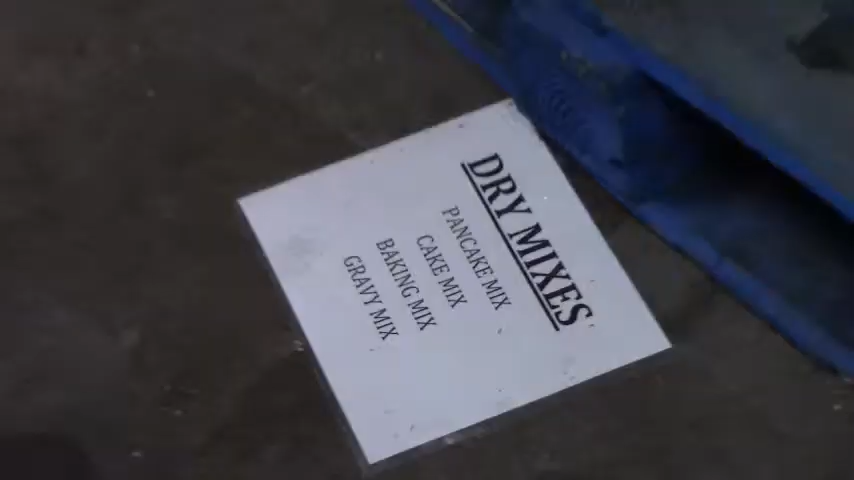 DRY MIXES
PANCAKE MIX
CAKE MIX
BAKING MIX
GRAVY MIX